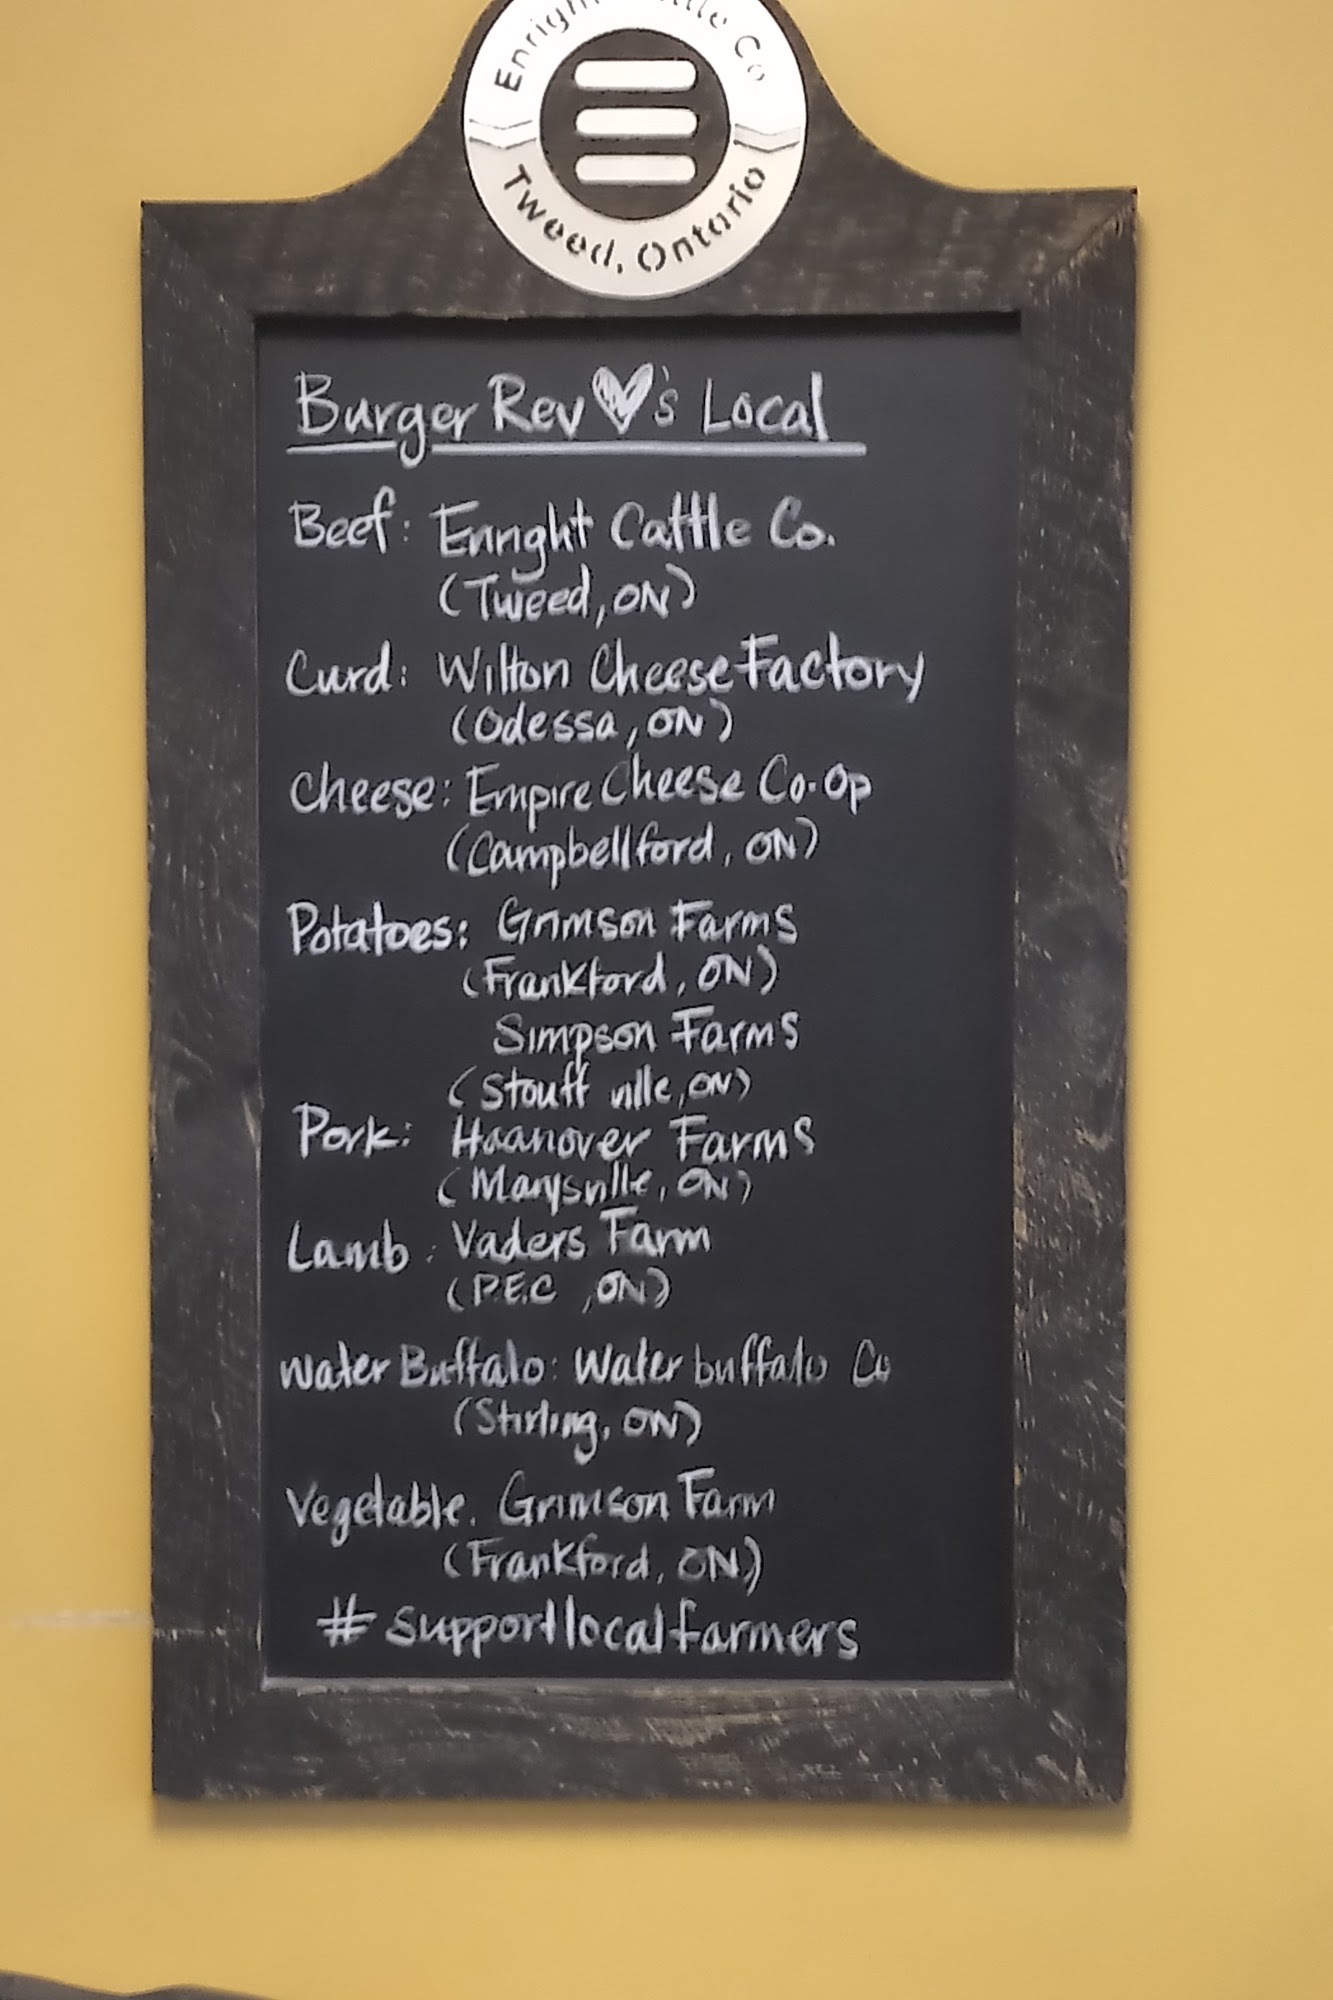 Enright Cattle Co
Tweed, Ontario
Burger Rev ♥'s Local
Beef: Enright Cattle Co.
(Tweed, ON)
Curd: Wilton Cheese Factory
(Odessa, ON)
Cheese: Empire Cheese Co-op
(Campbellford, ON)
Potatoes: Grimson Farms
(Frankford, ON)
Simpson Farms
(Stouffville, ON)
Pork: Haanover Farms
(Marysville, ON)
Lamb: Vaders Farm
(P.E.C, ON)
Water Buffalo: Water buffalo Co
(Stirling, ON)
Vegetable. Grimson Farm
(Frankford, ON)
#supportlocalfarmers